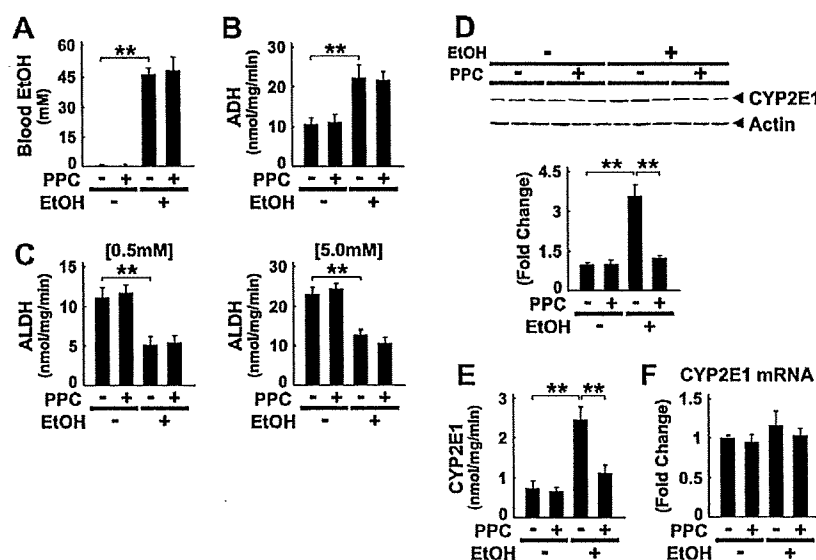 A
Blood EtOH
(mM)
60
45
30
15
0
**
PPC - + - +
EtOH - +
B
ADH
(nmol/mg/min)
30
20
10
0
**
PPC - + - +
EtOH - +
C
[0.5mM]
ALDH
(nmol/mg/min)
15
10
5
0
**
PPC - + - +
EtOH - +
[5.0mM]
ALDH
(nmol/mg/min)
30
20
10
0
**
PPC - + - +
EtOH - +
D
EtOH - +
PPC - + - +
CYP2E1
Actin
(Fold Change)
4.5
3
1.5
0
** **
PPC - + - +
EtOH - +
E
CYP2E1
(nmol/mg/min)
3
2
1
0
** **
PPC - + - +
EtOH - +
F
CYP2E1 mRNA
(Fold Change)
1.5
1
0.5
0
PPC - + - +
EtOH - +